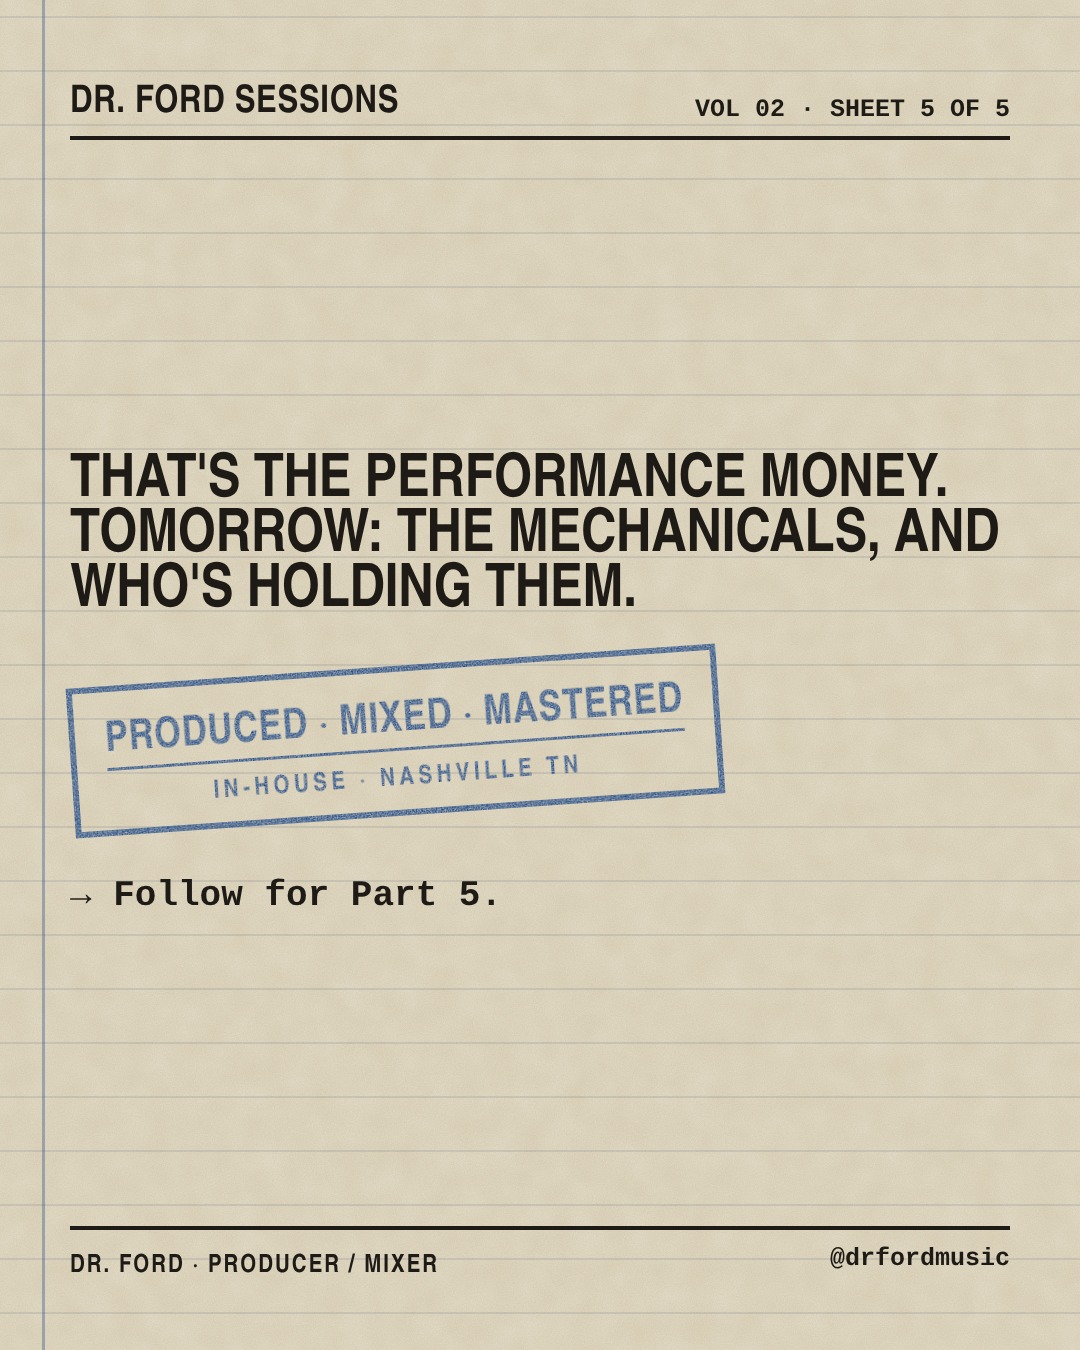 DR. FORD SESSIONS
VOL 02 · SHEET 5 OF 5
THAT'S THE PERFORMANCE MONEY.
TOMORROW: THE MECHANICALS, AND
WHO'S HOLDING THEM.
PRODUCED · MIXED · MASTERED
IN-HOUSE · NASHVILLE TN
→ Follow for Part 5.
DR. FORD · PRODUCER / MIXER
@drfordmusic